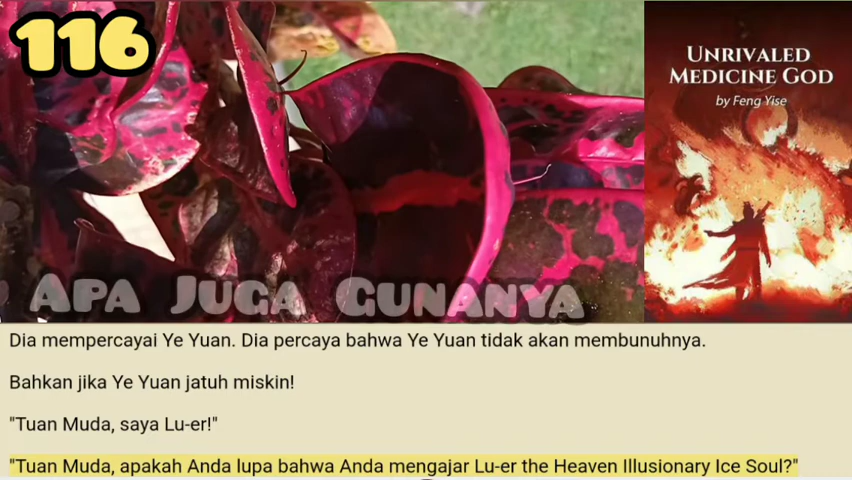 116
UNRIVALED
MEDICINE GOD
by Feng Yise
APA JUGA GUNANYA
Dia mempercayai Ye Yuan. Dia percaya bahwa Ye Yuan tidak akan membunuhnya.
Bahkan jika Ye Yuan jatuh miskin!
"Tuan Muda, saya Lu-er!"
"Tuan Muda, apakah Anda lupa bahwa Anda mengajar Lu-er the Heaven Illusionary Ice Soul?"